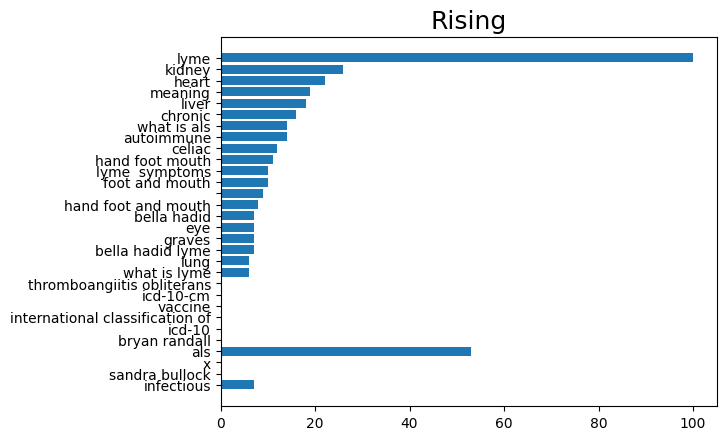 Rising
lyme
kidney
heart
meaning
liver
chronic
what is als
autoimmune
celiac
hand foot mouth
lyme  symptoms
foot and mouth
hand foot and mouth
bella hadid
eye
graves
bella hadid lyme
lung
what is lyme
thromboangiitis obliterans
icd-10-cm
vaccine
international classification of
icd-10
bryan randall
als
x
sandra bullock
infectious
0 20 40 60 80 100